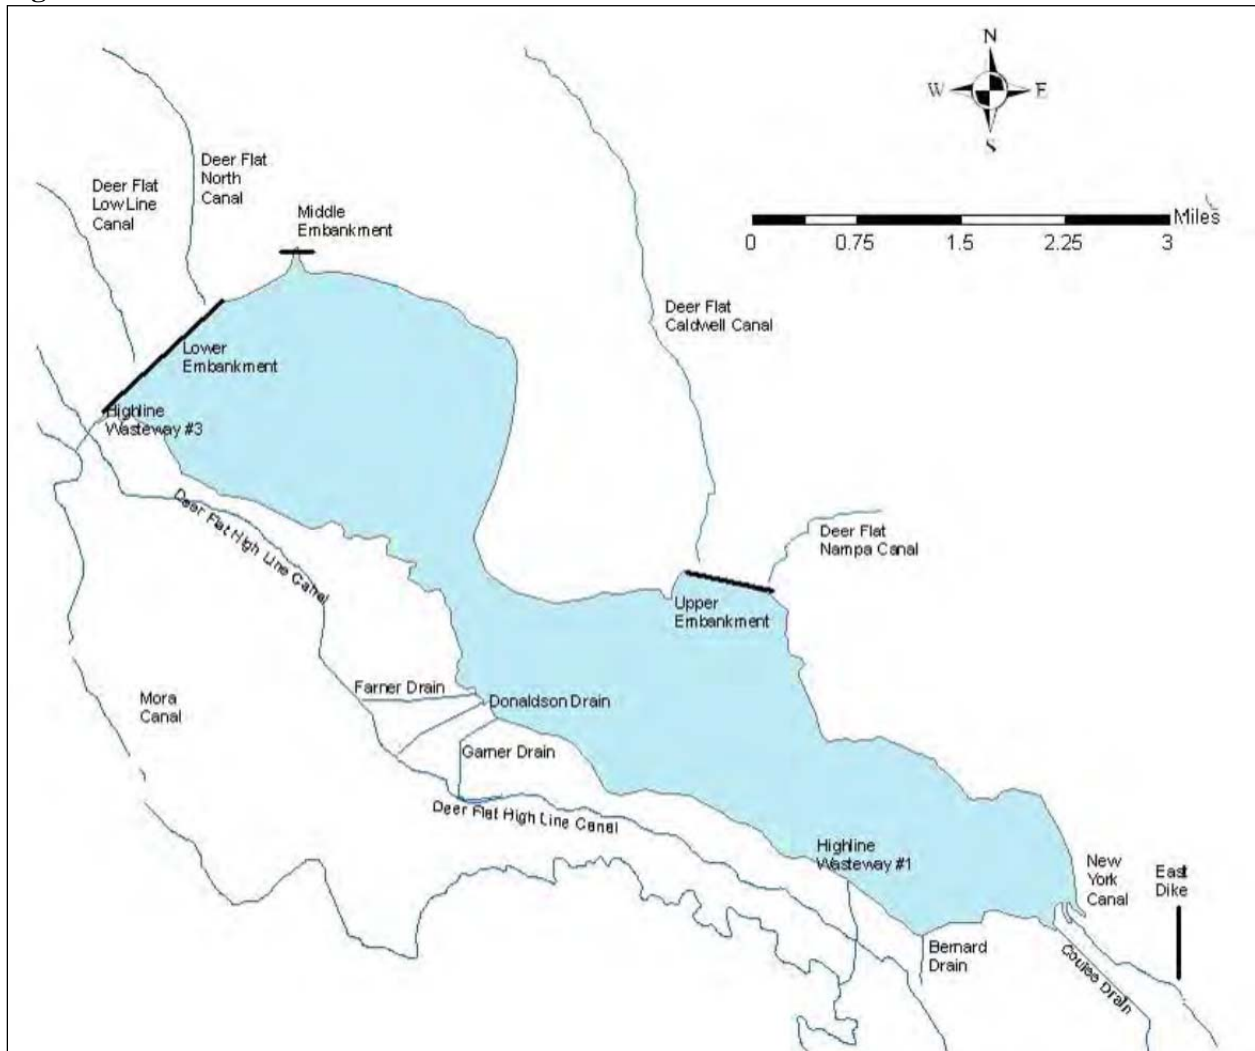 N
W E
S
Miles
0 0.75 1.5 2.25 3
Deer Flat
North
Canal
Deer Flat
LowLine
Canal
Middle
Embankment
Deer Flat
Caldwell Canal
Lower
Embankment
Highline
Wasteway #3
Deer Flat High Line Canal
Deer Flat
Nampa Canal
Upper
Embankment
Farner Drain
Donaldson Drain
Mora
Canal
Garner Drain
Deer Flat High Line Canal
Highline
Wasteway #1
New
York
Canal
East
Dike
Bernard
Drain
Coulee Drain